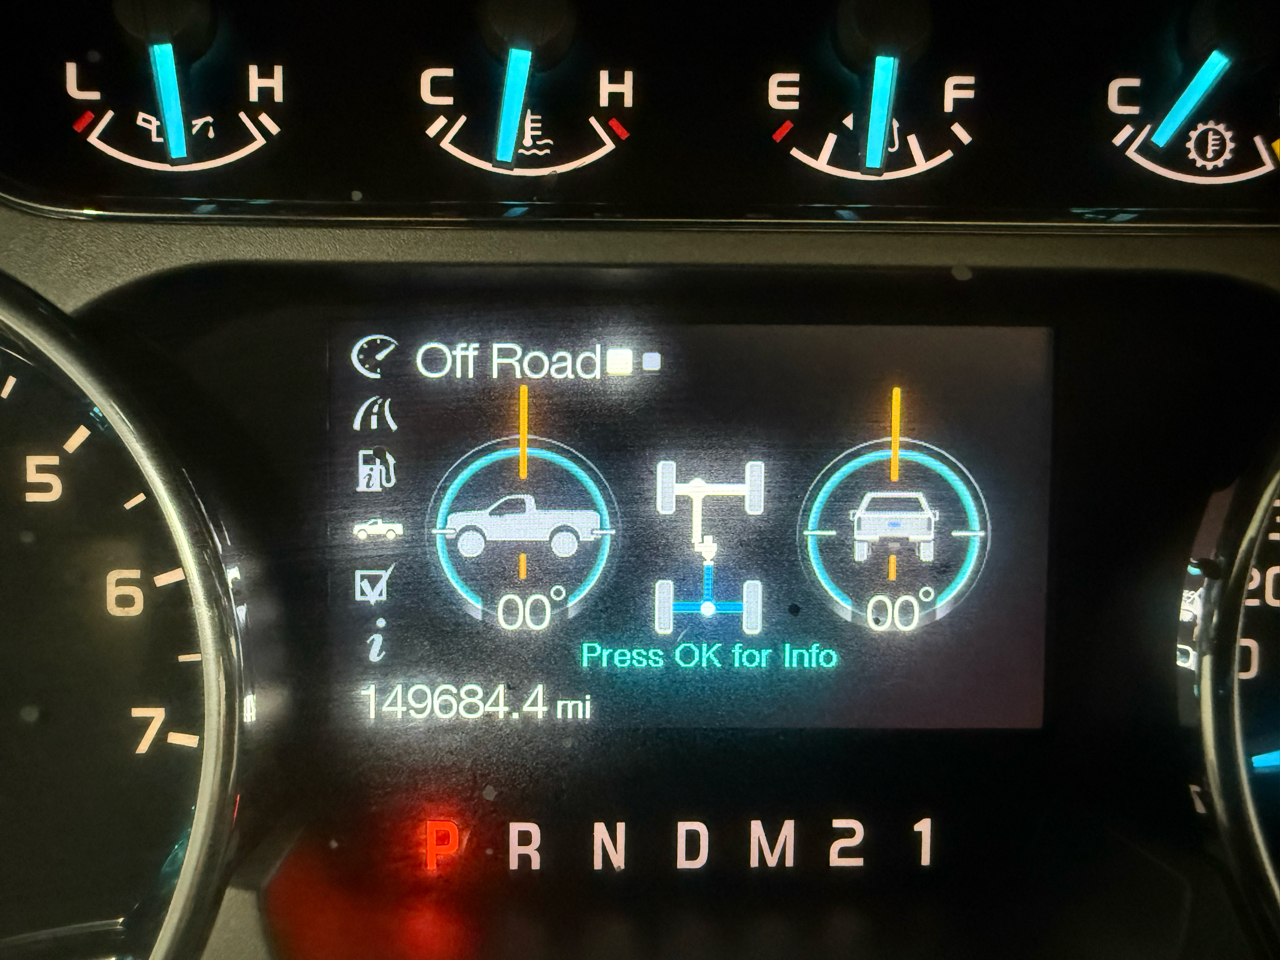 L H C H E F C
Off Road
5
6
7
00° 00°
Press OK for Info
149684.4 mi
P R N D M 2 1